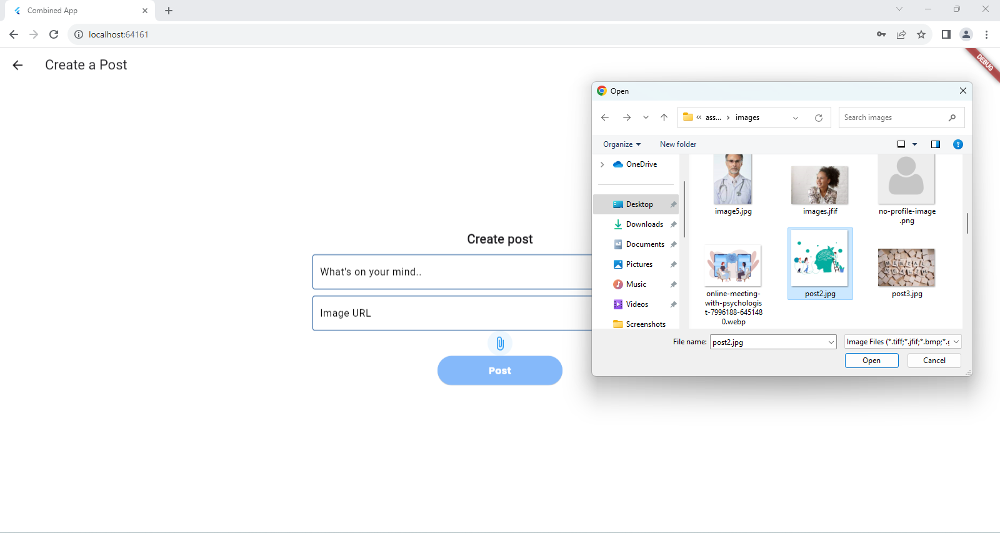 Combined App
localhost:64161
Create a Post
DEBUG
Create post
What's on your mind..
Image URL
Post
Open
« ass... › images
Search images
Organize
New folder
OneDrive
Desktop
Downloads
Documents
Pictures
Music
Videos
Screenshots
image5.jpg
images.jfif
no-profile-image
.png
online-meeting-
with-psychologis
t-7996188-645148
0.webp
post2.jpg
MENTAL
HEALTH
post3.jpg
File name:
post2.jpg
Image Files (*.tiff;*.jfif;*.bmp;*.g
Open
Cancel